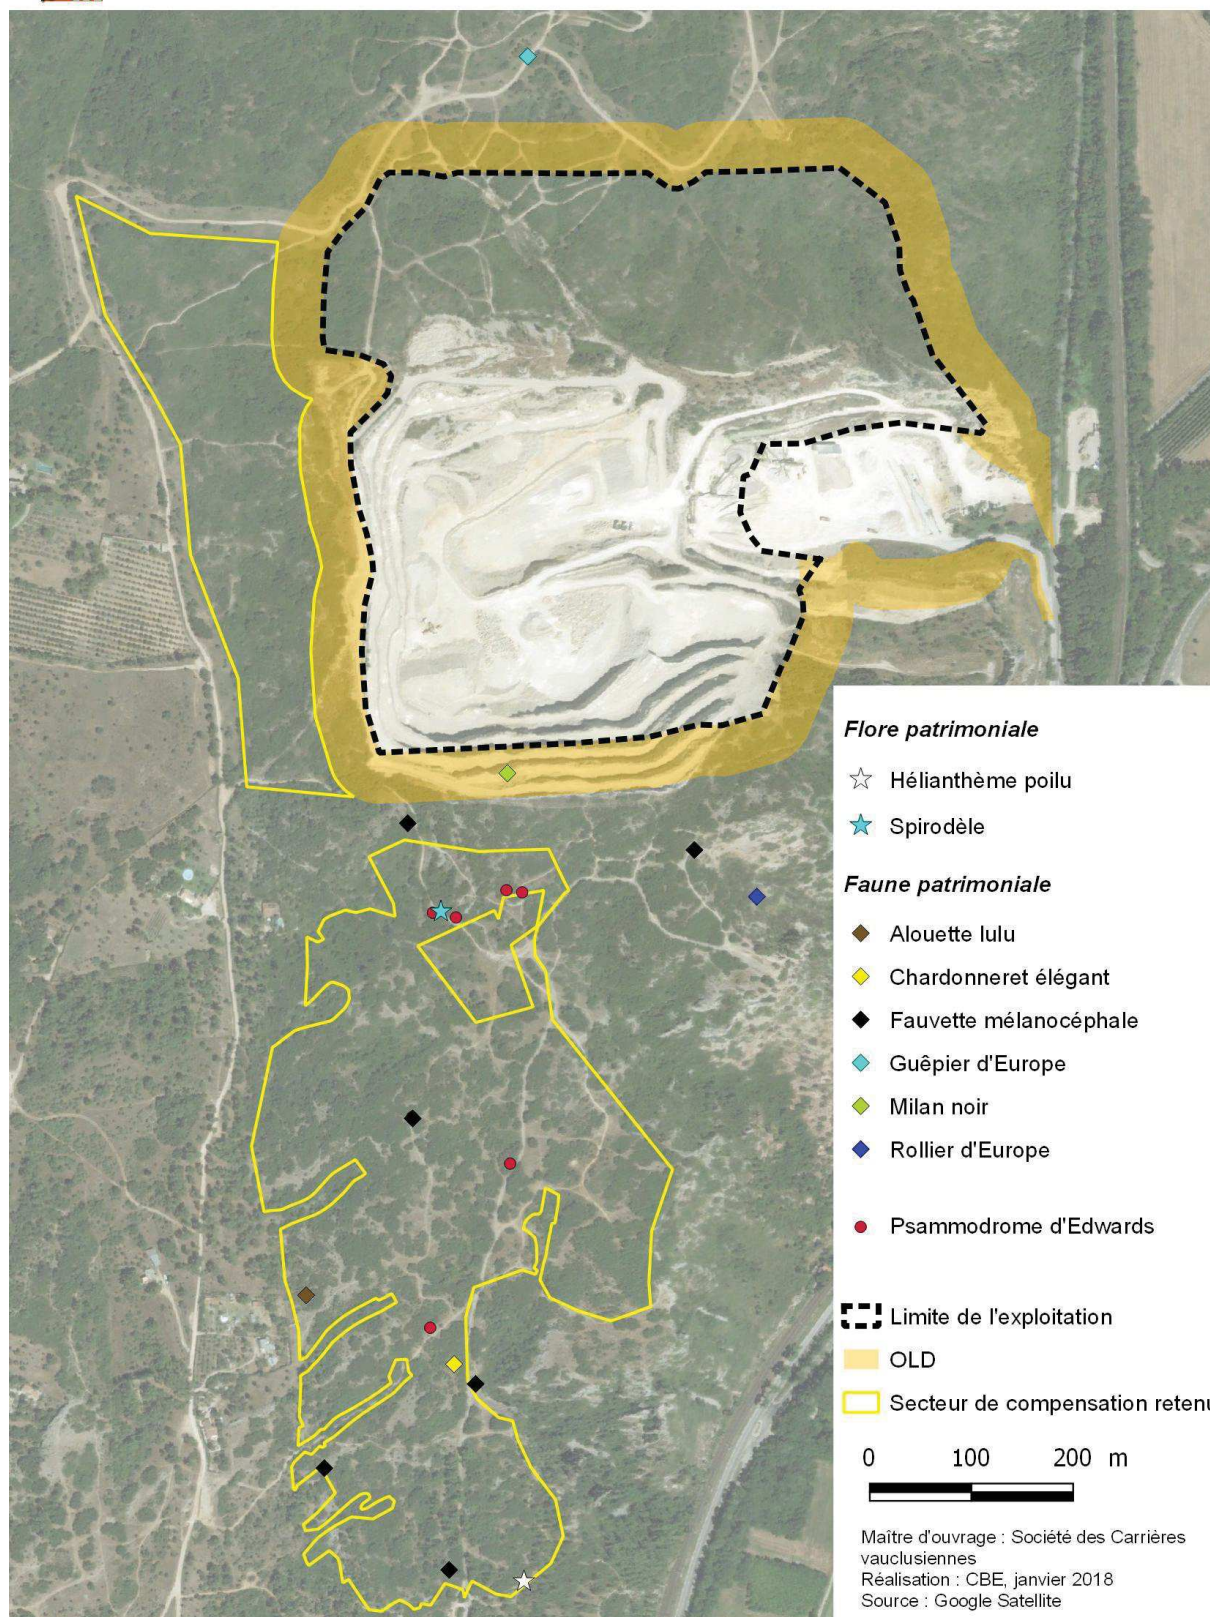 Flore patrimoniale
Hélianthème poilu
Spirodèle
Faune patrimoniale
Alouette lulu
Chardonneret élégant
Fauvette mélanocéphale
Guêpier d'Europe
Milan noir
Rollier d'Europe
Psammodrome d'Edwards
Limite de l'exploitation
OLD
Secteur de compensation retenu
0 100 200 m
Maître d'ouvrage : Société des Carrières
vauclusiennes
Réalisation : CBE, janvier 2018
Source : Google Satellite